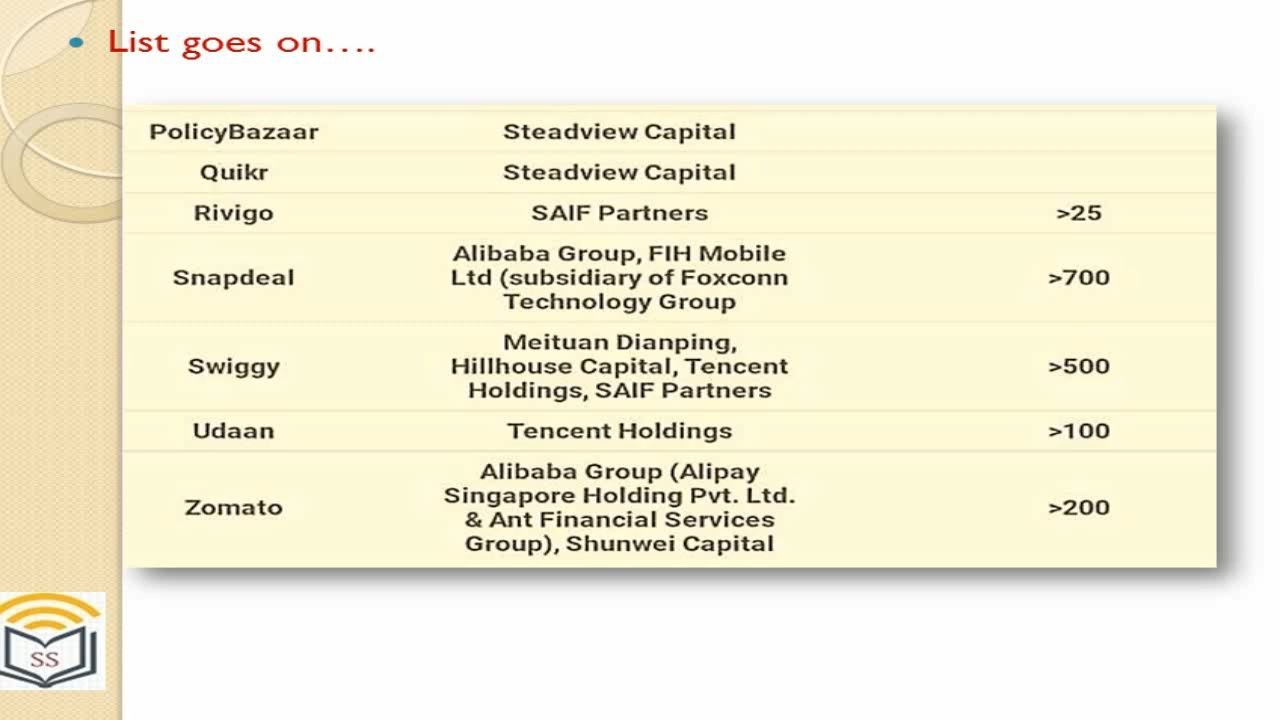 List goes on….
PolicyBazaar Steadview Capital
Quikr Steadview Capital
Rivigo SAIF Partners >25
Alibaba Group, FIH Mobile
Snapdeal Ltd (subsidiary of Foxconn >700
Technology Group
Meituan Dianping,
Swiggy Hillhouse Capital, Tencent >500
Holdings, SAIF Partners
Udaan Tencent Holdings >100
Alibaba Group (Alipay
Singapore Holding Pvt. Ltd.
Zomato >200
& Ant Financial Services
Group), Shunwei Capital
SS